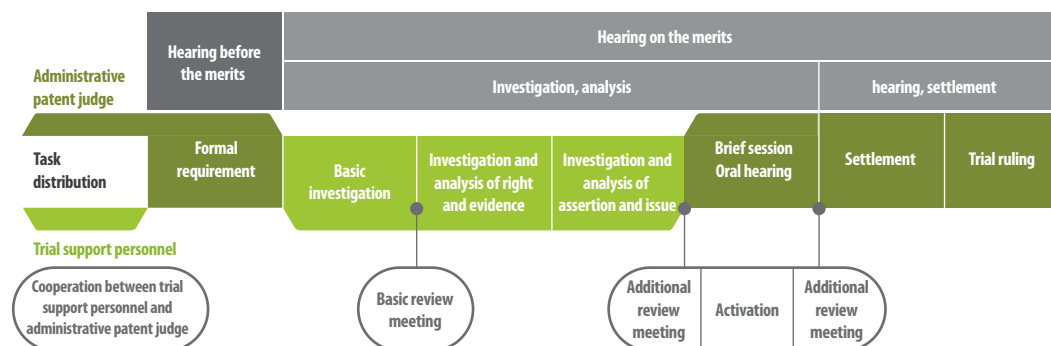 Hearing before
the merits
Hearing on the merits
Investigation, analysis
hearing, settlement
Administrative
patent judge
Task
distribution
Formal
requirement
Basic
investigation
Investigation and
analysis of right
and evidence
Investigation and
analysis of
assertion and issue
Brief session
Oral hearing
Settlement
Trial ruling
Trial support personnel
Cooperation between trial
support personnel and
administrative patent judge
Basic review
meeting
Additional
review
meeting
Activation
Additional
review
meeting